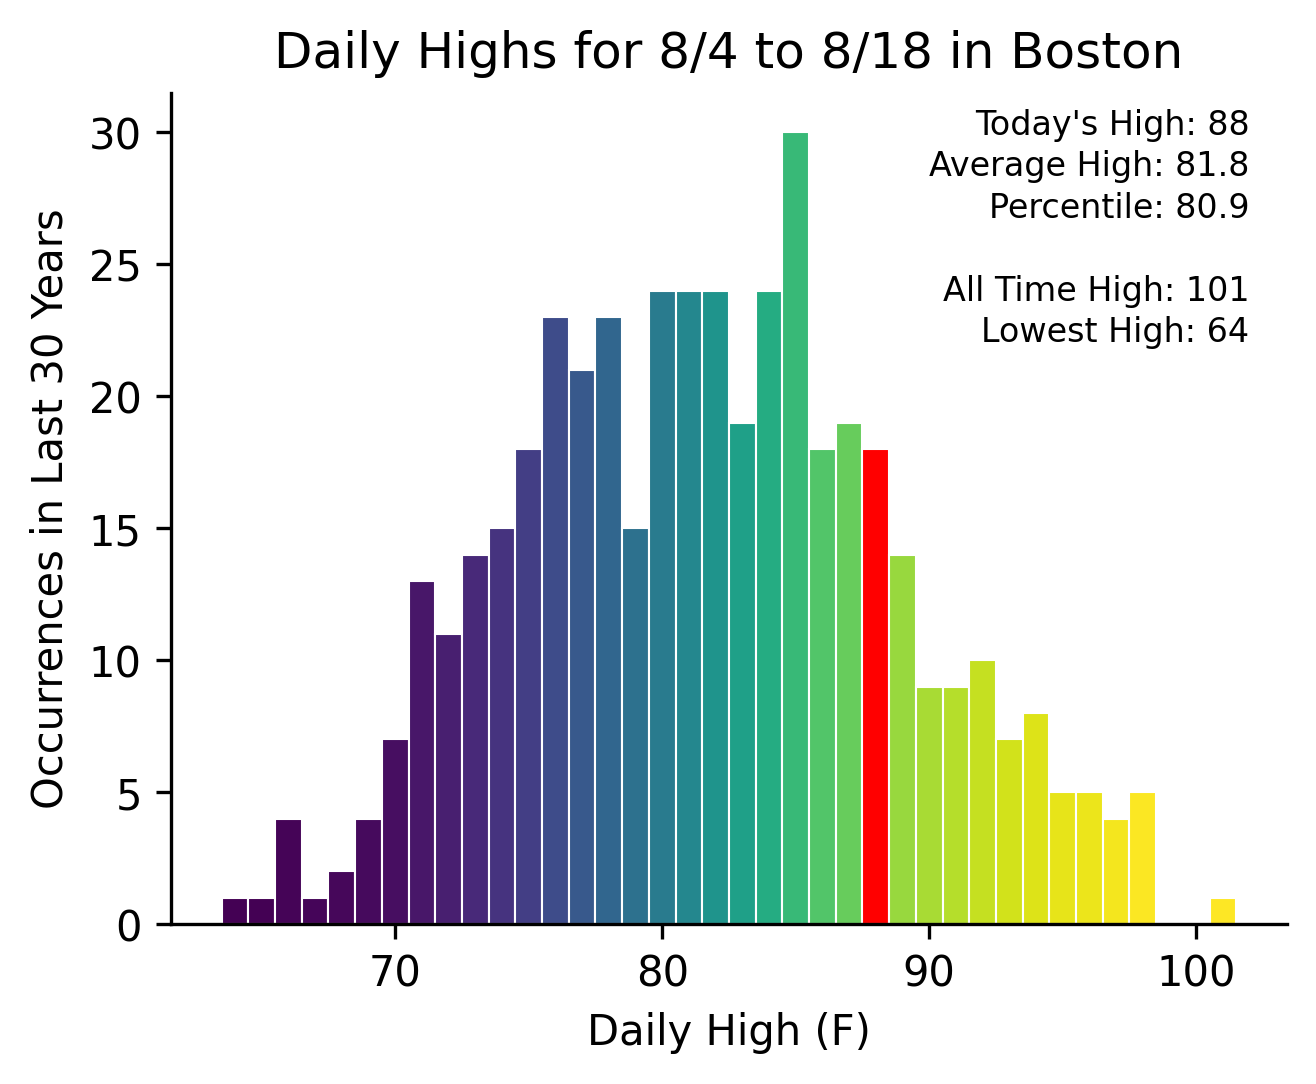 Daily Highs for 8/4 to 8/18 in Boston
Today's High: 88
Average High: 81.8
Percentile: 80.9
All Time High: 101
Lowest High: 64
Occurrences in Last 30 Years
30
25
20
15
10
5
0
70
80
90
100
Daily High (F)